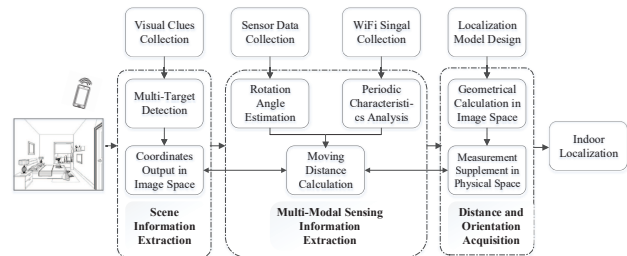 Visual Clues
Collection
Sensor Data
Collection
WiFi Singal
Collection
Localization
Model Design
Multi-Target
Detection
Rotation
Angle
Estimation
Periodic
Characteristi-
cs Analysis
Geometrical
Calculation in
Image Space
Coordinates
Output in
Image Space
Moving
Distance
Calculation
Measurement
Supplement in
Physical Space
Indoor
Localization
Scene
Information
Extraction
Multi-Modal Sensing
Information
Extraction
Distance and
Orientation
Acquisition